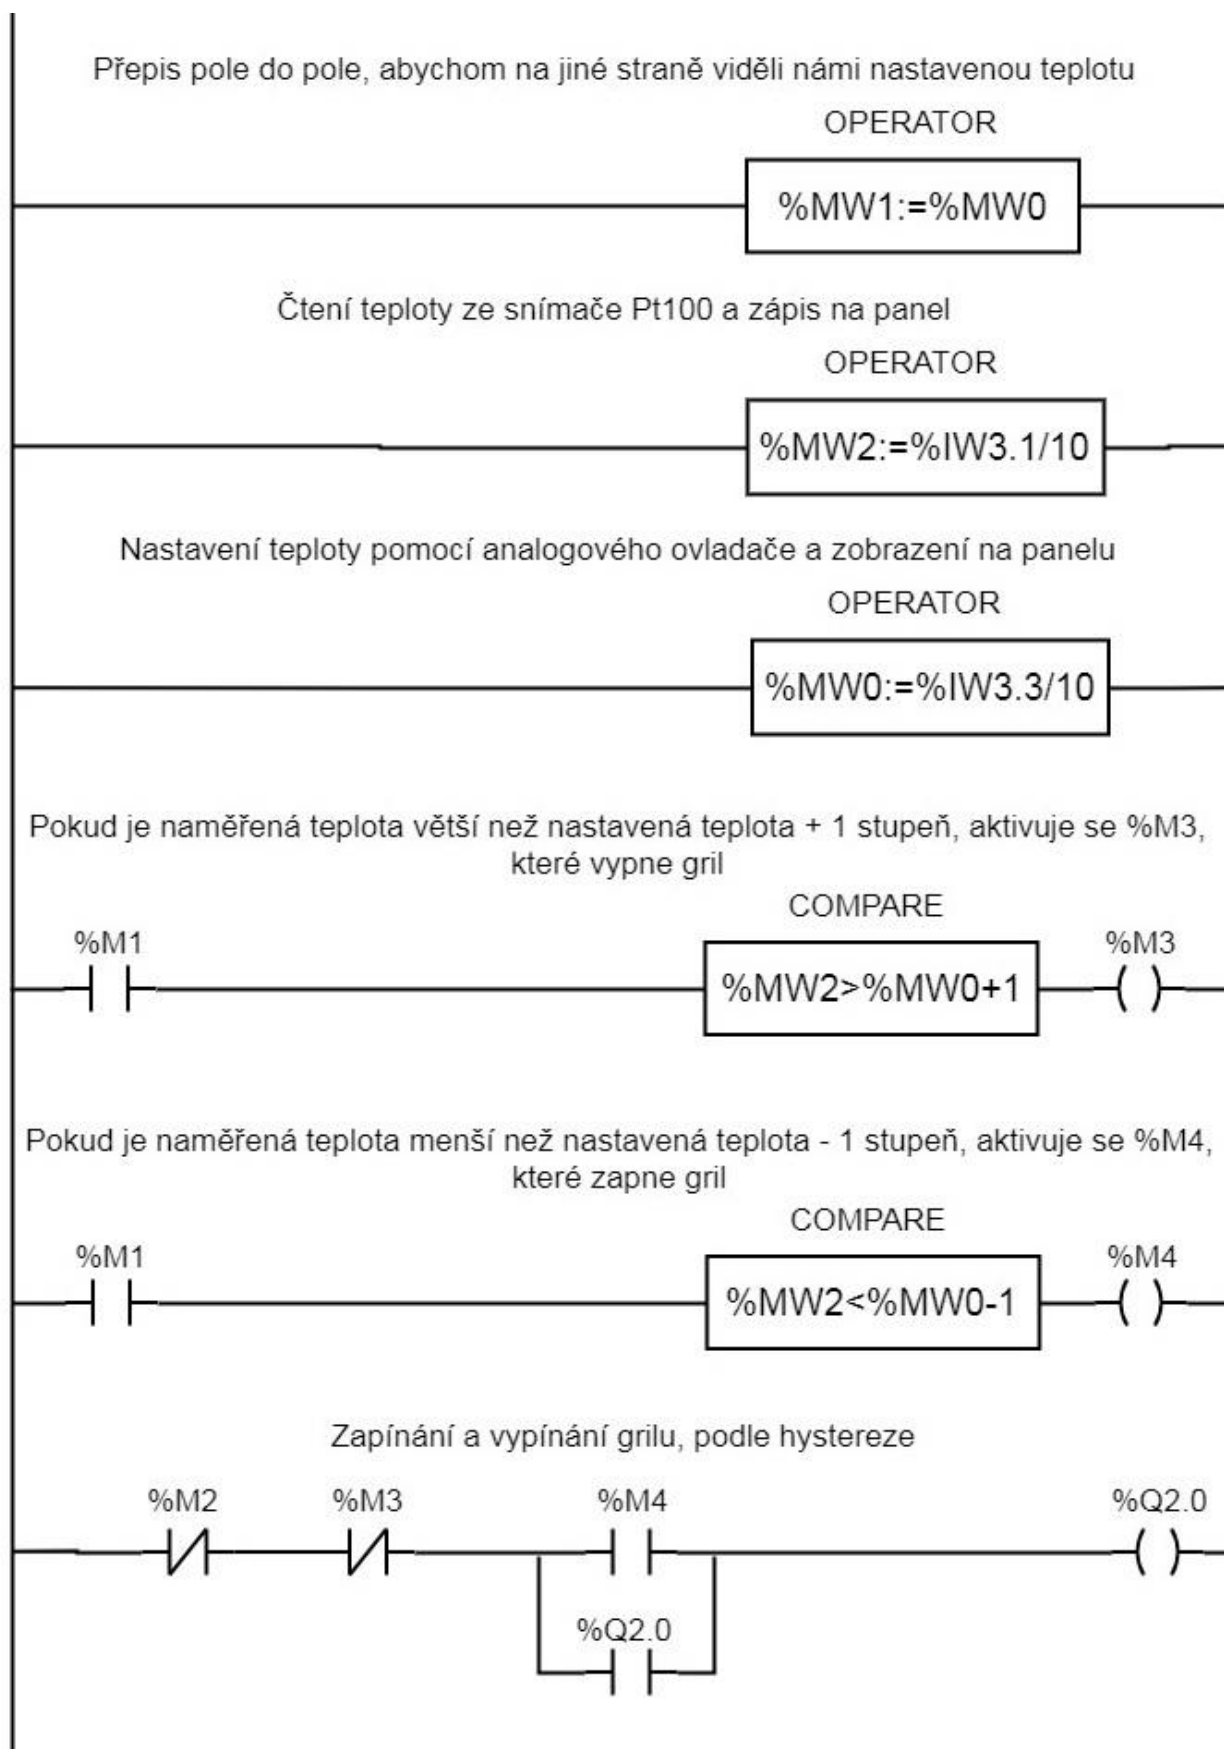 Přepis pole do pole, abychom na jiné straně viděli námi nastavenou teplotu
OPERATOR
%MW1:=%MW0
Čtení teploty ze snímače Pt100 a zápis na panel
OPERATOR
%MW2:=%IW3.1/10
Nastavení teploty pomocí analogového ovladače a zobrazení na panelu
OPERATOR
%MW0:=%IW3.3/10
Pokud je naměřená teplota větší než nastavená teplota + 1 stupeň, aktivuje se %M3,
které vypne gril
COMPARE
%M1 %M3
%MW2>%MW0+1
Pokud je naměřená teplota menší než nastavená teplota - 1 stupeň, aktivuje se %M4,
které zapne gril
COMPARE
%M1 %M4
%MW2<%MW0-1
Zapínání a vypínání grilu, podle hystereze
%M2 %M3 %M4 %Q2.0
%Q2.0